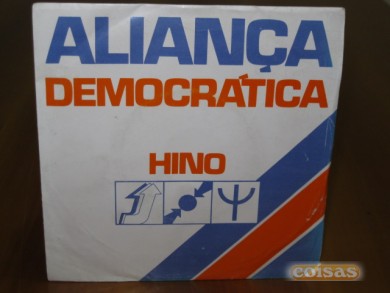 ALIANÇA
DEMOCRÁTICA
HINO
coisas